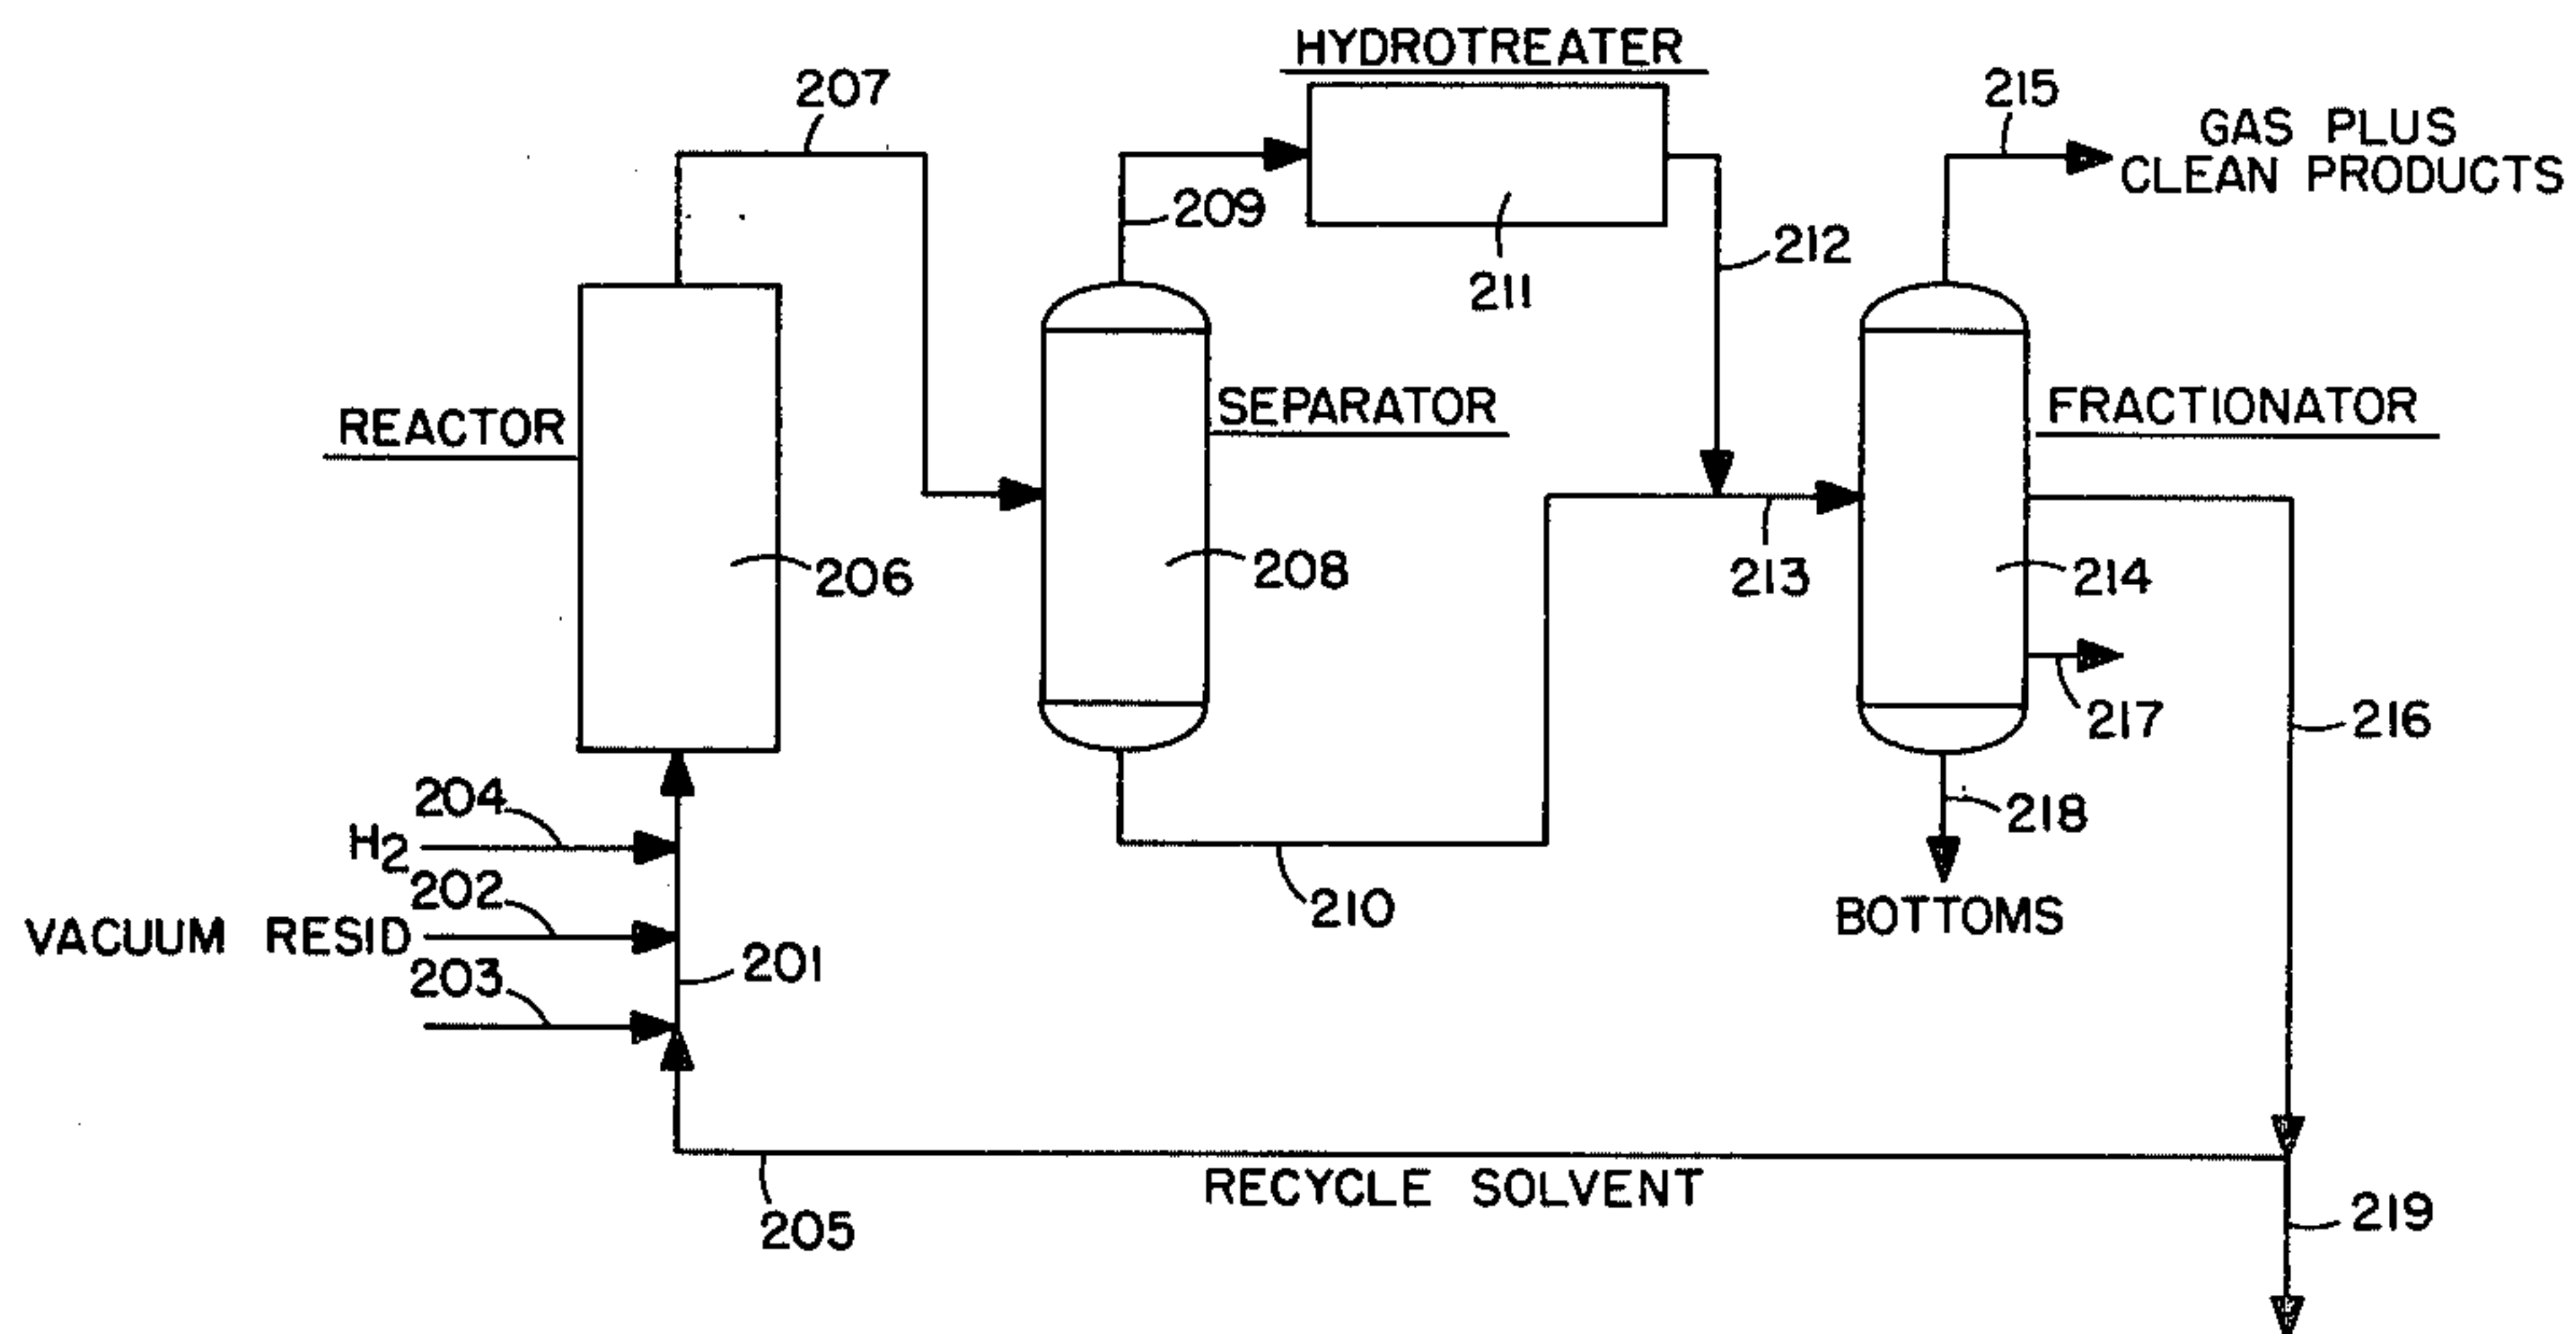 HYDROTREATER
207
215
GAS PLUS
CLEAN PRODUCTS
209
212
211
REACTOR
SEPARATOR
FRACTIONATOR
206
208
213
214
217
216
204
H2
218
202
210
BOTTOMS
VACUUM RESID
201
203
RECYCLE SOLVENT
205
219